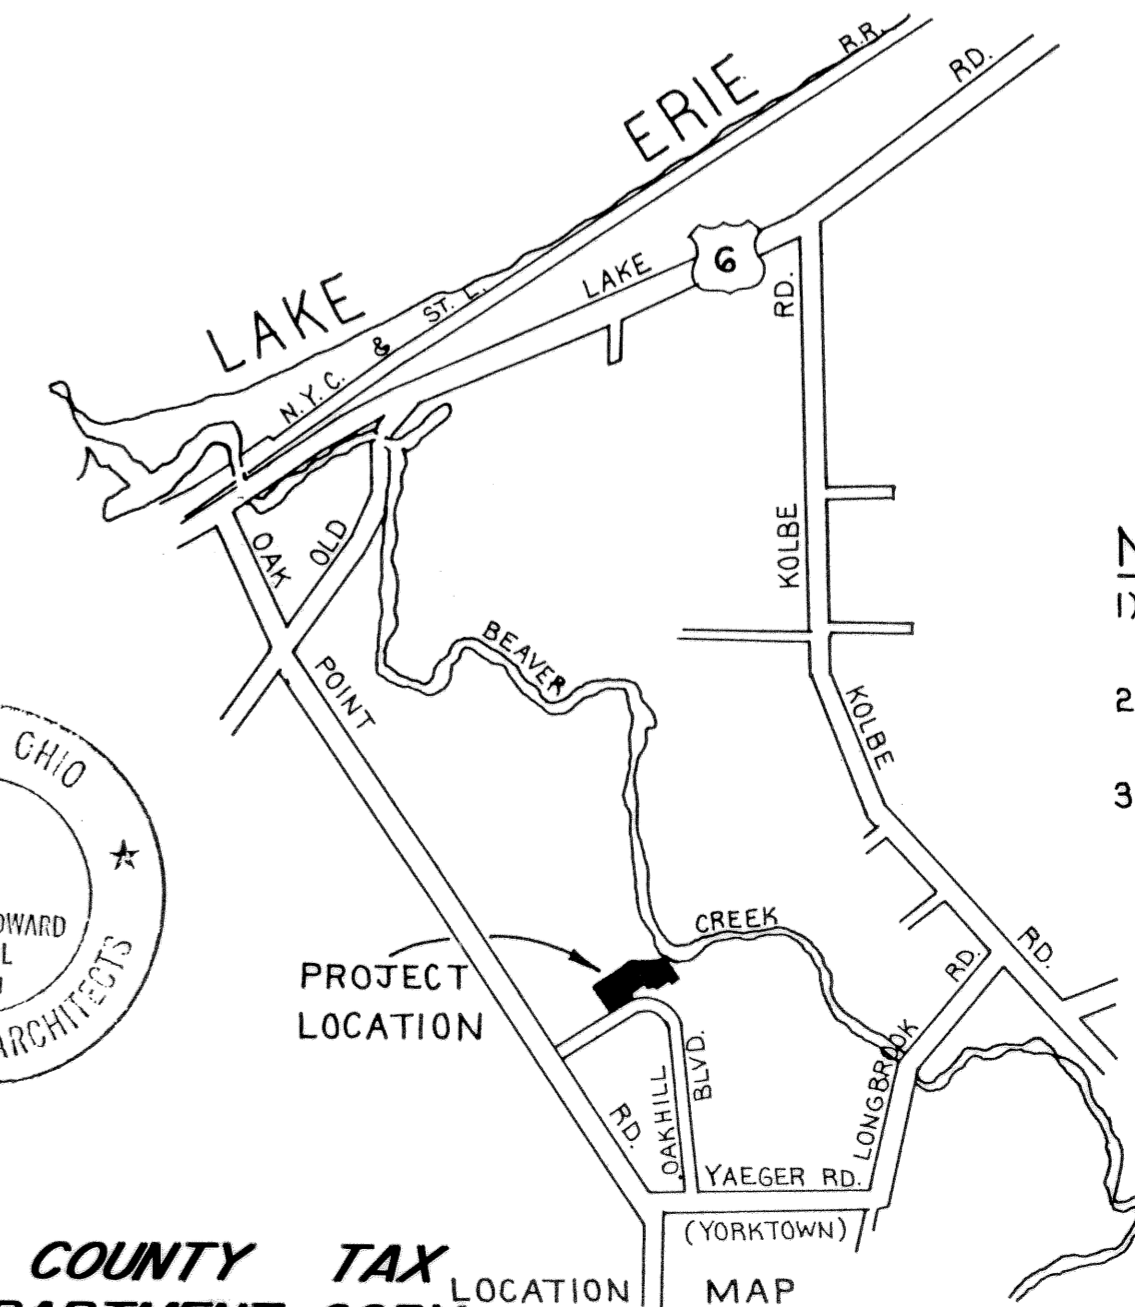 LAKE ERIE
N.Y.C. & ST. L. R.R.
LAKE RD.
6
KOLBE RD.
OAK POINT RD.
OLD
BEAVER CREEK
KOLBE RD.
OHIO
ARCHITECTS
PROJECT
LOCATION
OAKHILL BLVD.
LONGBROOK RD.
YAEGER RD.
(YORKTOWN)
LOCATION MAP
COUNTY TAX
2
3